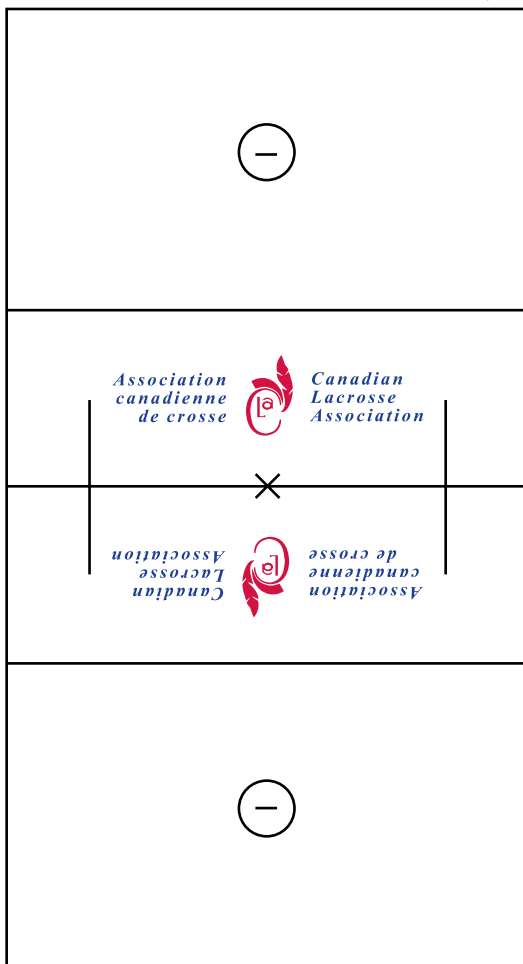 Association
canadienne
de crosse
Canadian
Lacrosse
Association
Association
canadienne
de crosse
Canadian
Lacrosse
Association